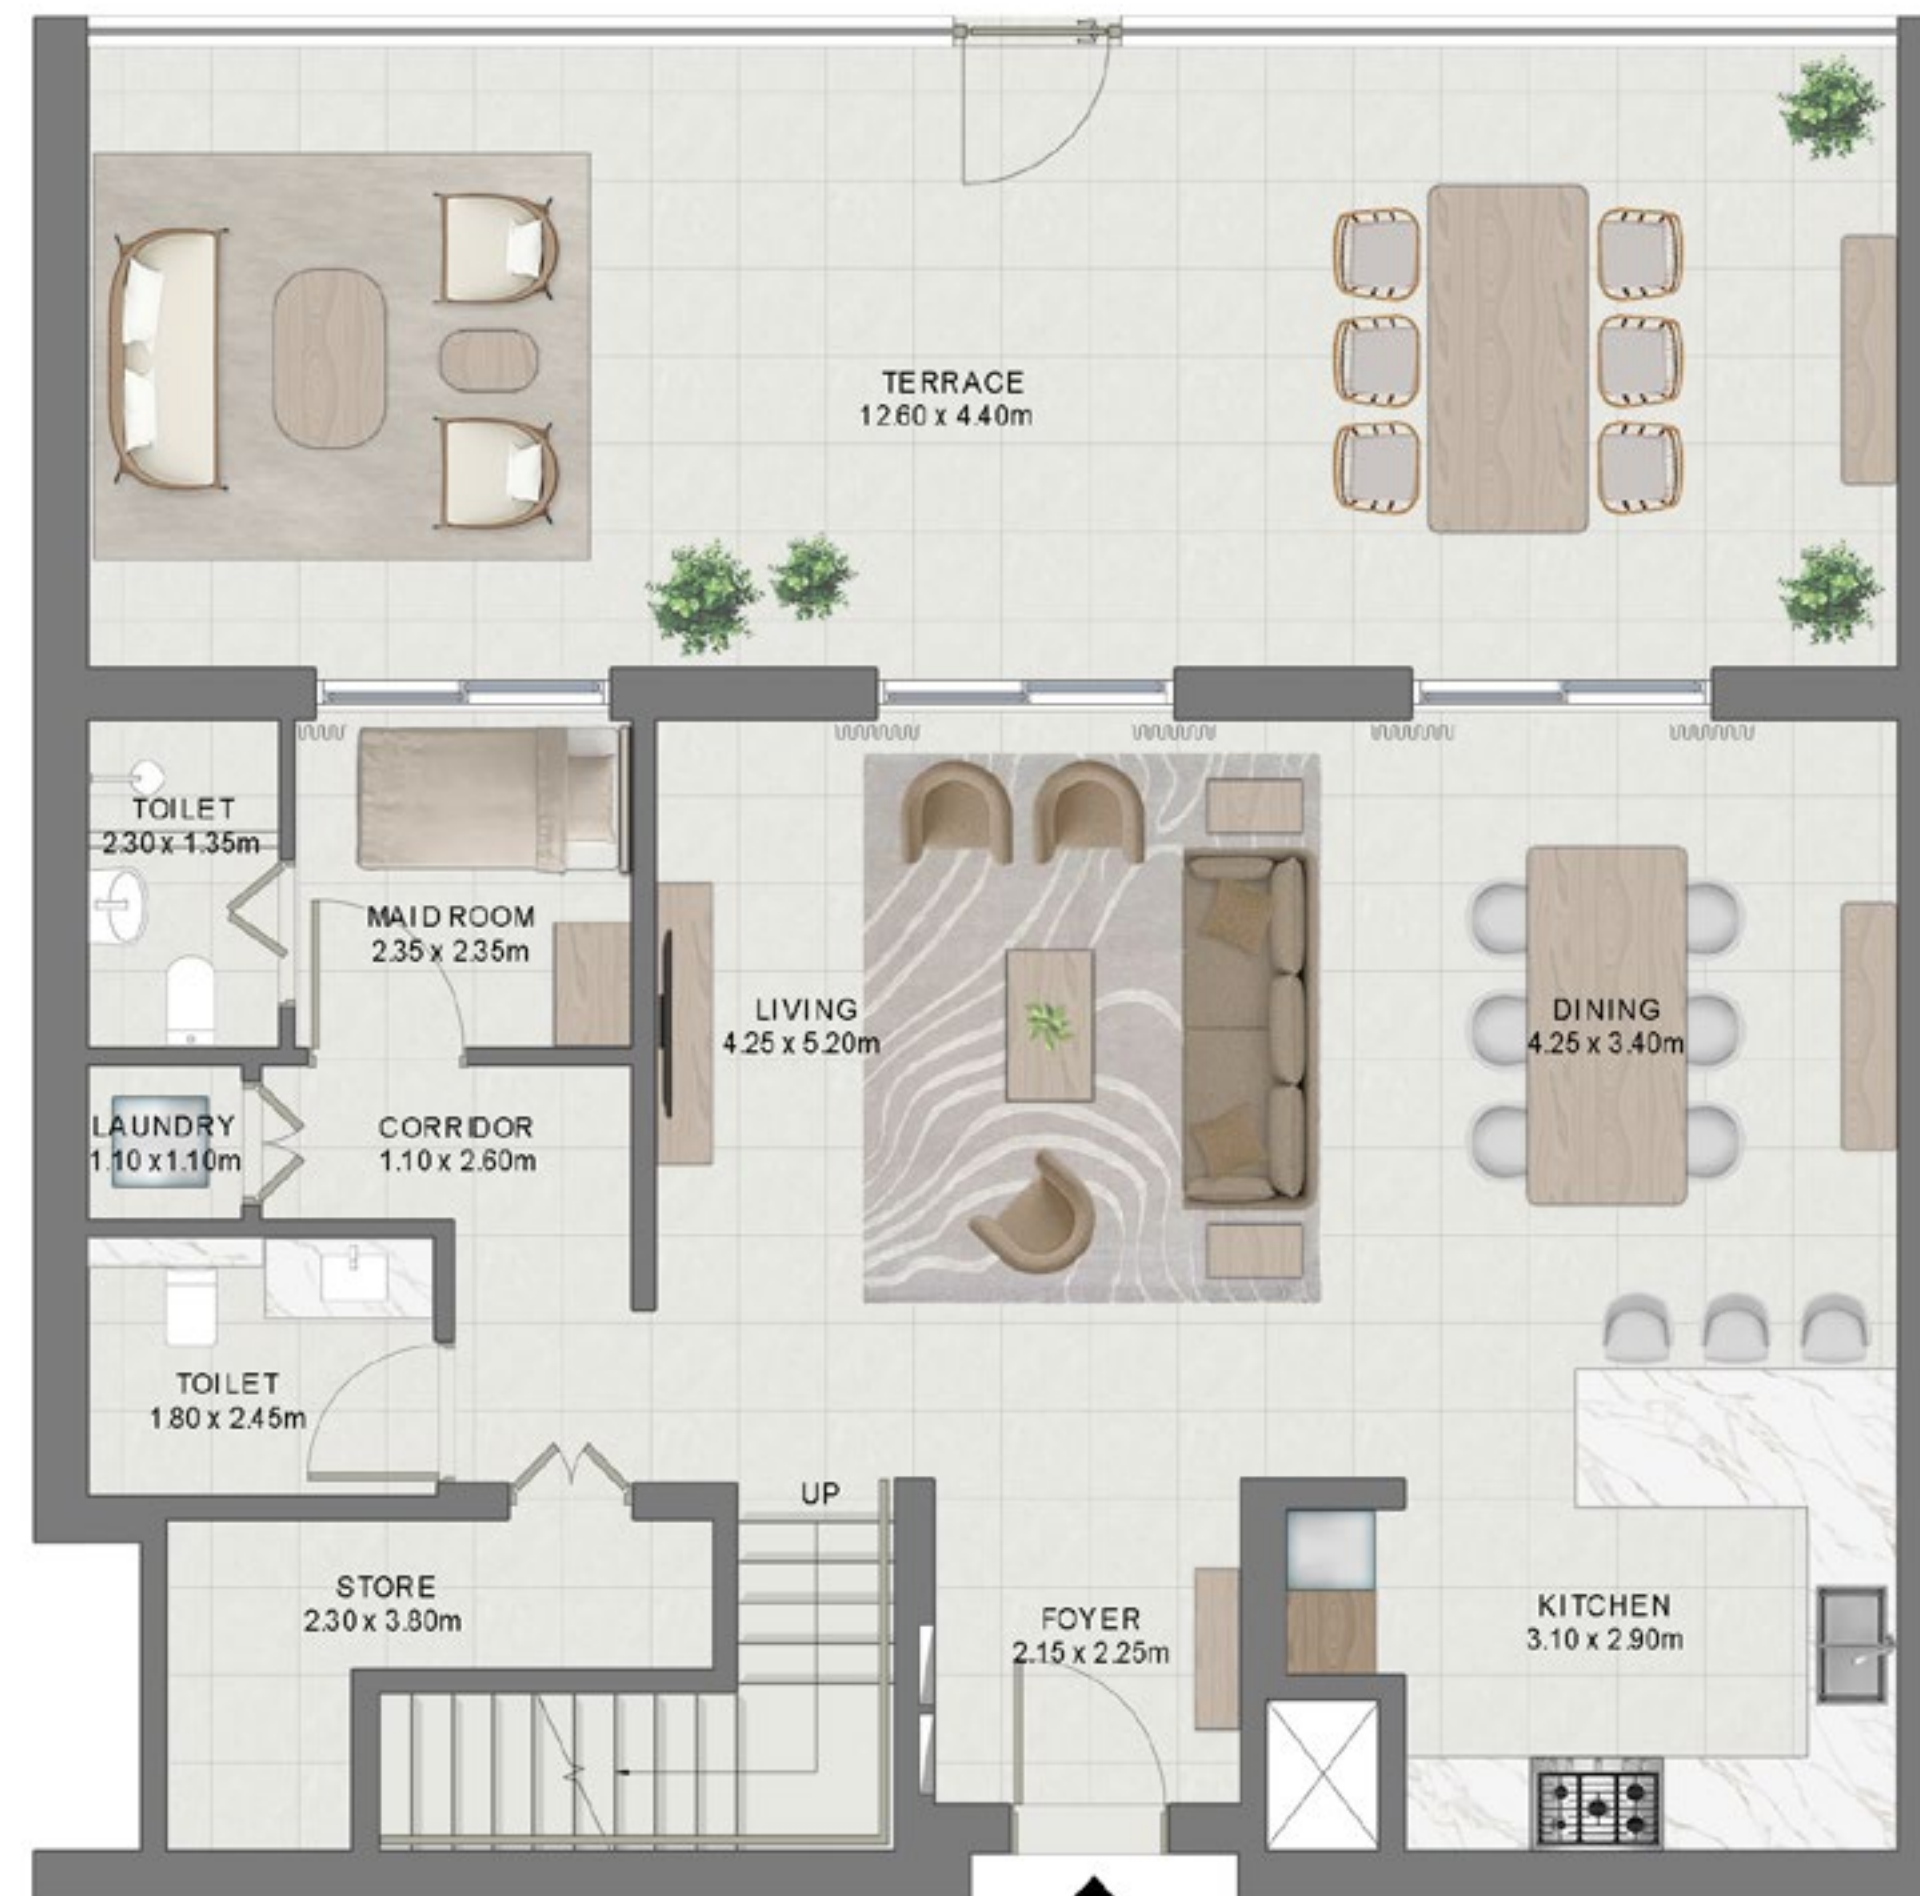 TERRACE
12.60 x 4.40m
TOILET
2.30 x 1.35m
MAID ROOM
2.35 x 2.35m
LIVING
4.25 x 5.20m
DINING
4.25 x 3.40m
LAUNDRY
1.10 x 1.10m
CORRIDOR
1.10 x 2.60m
TOILET
1.80 x 2.45m
UP
STORE
2.30 x 3.80m
FOYER
2.15 x 2.25m
KITCHEN
3.10 x 2.90m